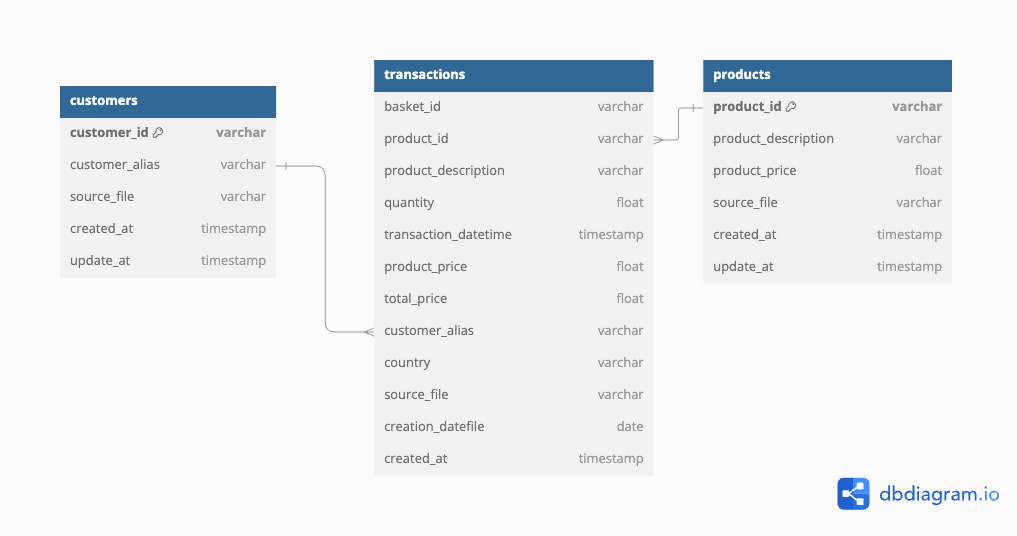 customers
customer_id varchar
customer_alias varchar
source_file varchar
created_at timestamp
update_at timestamp
transactions
basket_id varchar
product_id varchar
product_description varchar
quantity float
transaction_datetime timestamp
product_price float
total_price float
customer_alias varchar
country varchar
source_file varchar
creation_datefile date
created_at timestamp
products
product_id varchar
product_description varchar
product_price float
source_file varchar
created_at timestamp
update_at timestamp
dbdiagram.io